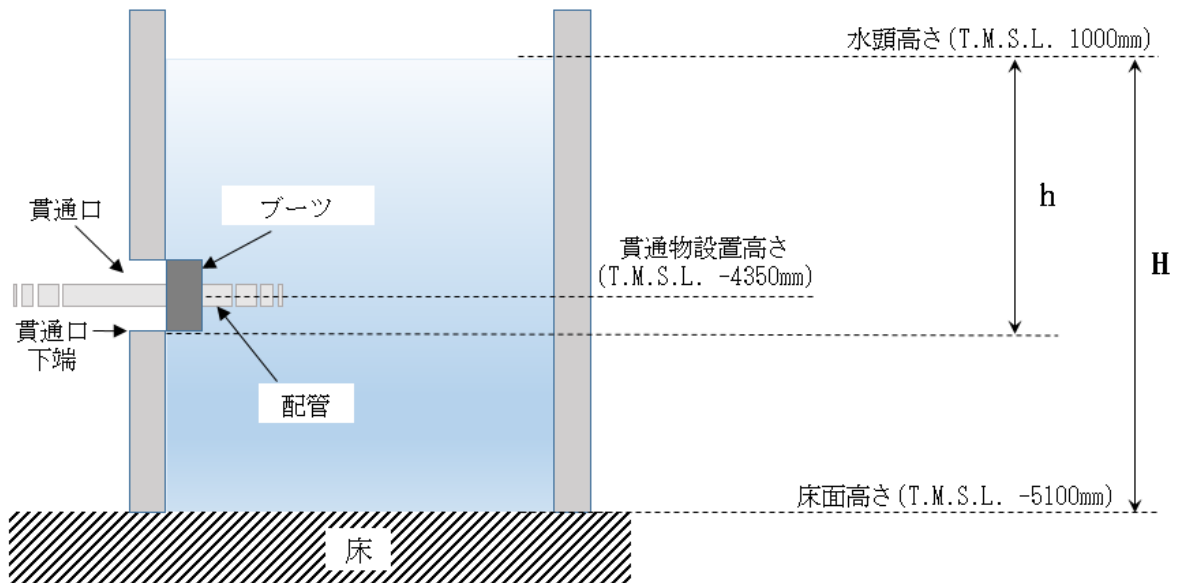 水頭高さ(T.M.S.L. 1000mm)
h
H
貫通口
ブーツ
貫通物設置高さ
(T.M.S.L. -4350mm)
貫通口
下端
配管
床面高さ(T.M.S.L. -5100mm)
床